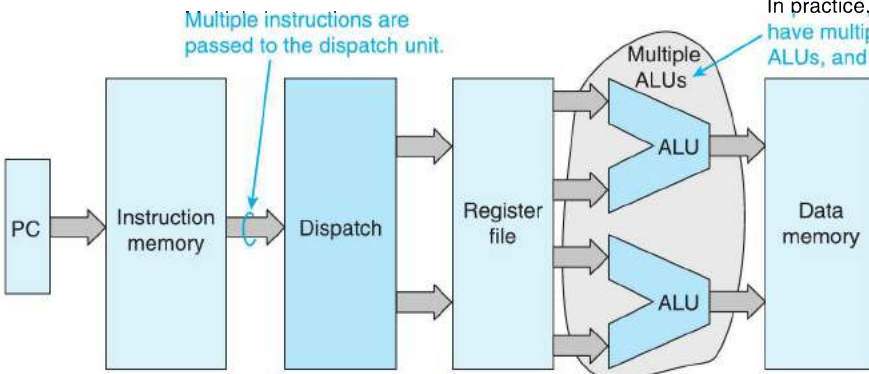 Multiple instructions are
passed to the dispatch unit.
In practice,
have multip
ALUs, and
Multiple
ALUs
PC
Instruction
memory
Dispatch
Register
file
ALU
ALU
Data
memory